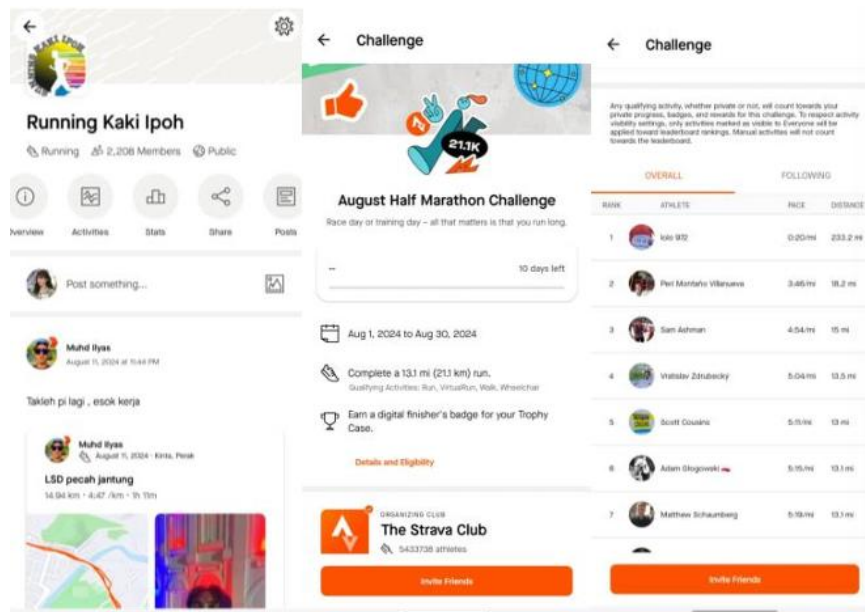 RUNNING KAKI IPOH
Running Kaki Ipoh
Running 2,208 Members Public
Overview Activities Stats Share Posts
Post something...
Muhd Ilyas
August 11, 2024 at 11:44 PM
Takleh pi lagi , esok kerja
Muhd Ilyas
August 11, 2024 · Kinta, Perak
LSD pecah jantung
14.94 km · 4:47 /km · 1h 11m
Challenge
21.1K
August Half Marathon Challenge
Race day or training day – all that matters is that you run long.
-- 10 days left
Aug 1, 2024 to Aug 30, 2024
Complete a 13.1 mi (21.1 km) run.
Qualifying Activities: Run, VirtualRun, Walk, Wheelchair
Earn a digital finisher's badge for your Trophy
Case.
Details and Eligibility
ORGANIZING CLUB
The Strava Club
5433738 athletes
Invite Friends
Challenge
Any qualifying activity, whether private or not, will count towards your
private progress, badges, and rewards for this challenge. To respect activity
visibility settings, only activities marked as visible to Everyone will be
applied toward leaderboard rankings. Manual activities will not count
towards the leaderboard.
OVERALL FOLLOWING
RANK ATHLETE PACE DISTANCE
1 lolo 972 0:20/mi 233.2 mi
2 Peri Montaño Villanueva 3:46/mi 18.2 mi
3 Sam Ashman 4:54/mi 15 mi
4 Vratislav Zdrubecký 5:04/mi 13.5 mi
5 Scott Cousins 5:11/mi 13 mi
6 Adam Glogowski 5:15/mi 13.1 mi
7 Matthew Schaumberg 5:19/mi 13.1 mi
Invite Friends